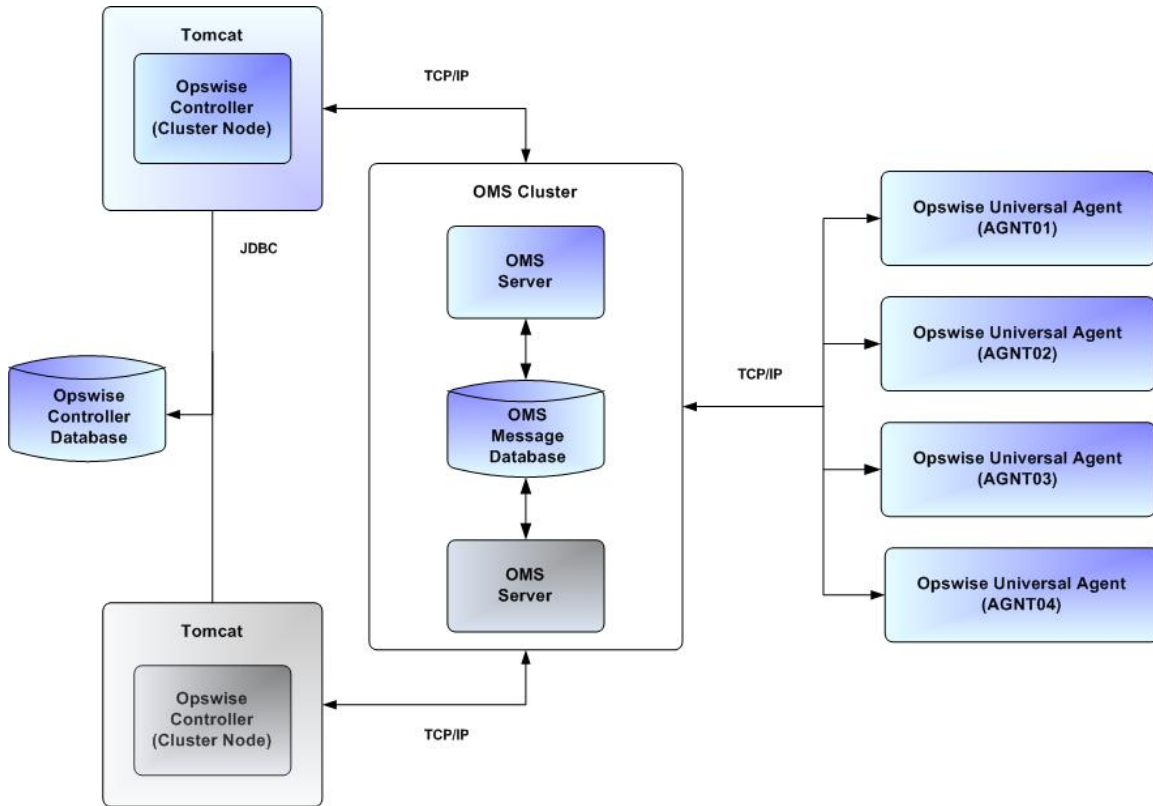 Tomcat
Opswise
Controller
(Cluster Node)
TCP/IP
JDBC
Opswise
Controller
Database
OMS Cluster
OMS
Server
OMS
Message
Database
OMS
Server
TCP/IP
Opswise Universal Agent
(AGNT01)
Opswise Universal Agent
(AGNT02)
Opswise Universal Agent
(AGNT03)
Opswise Universal Agent
(AGNT04)
Tomcat
Opswise
Controller
(Cluster Node)
TCP/IP